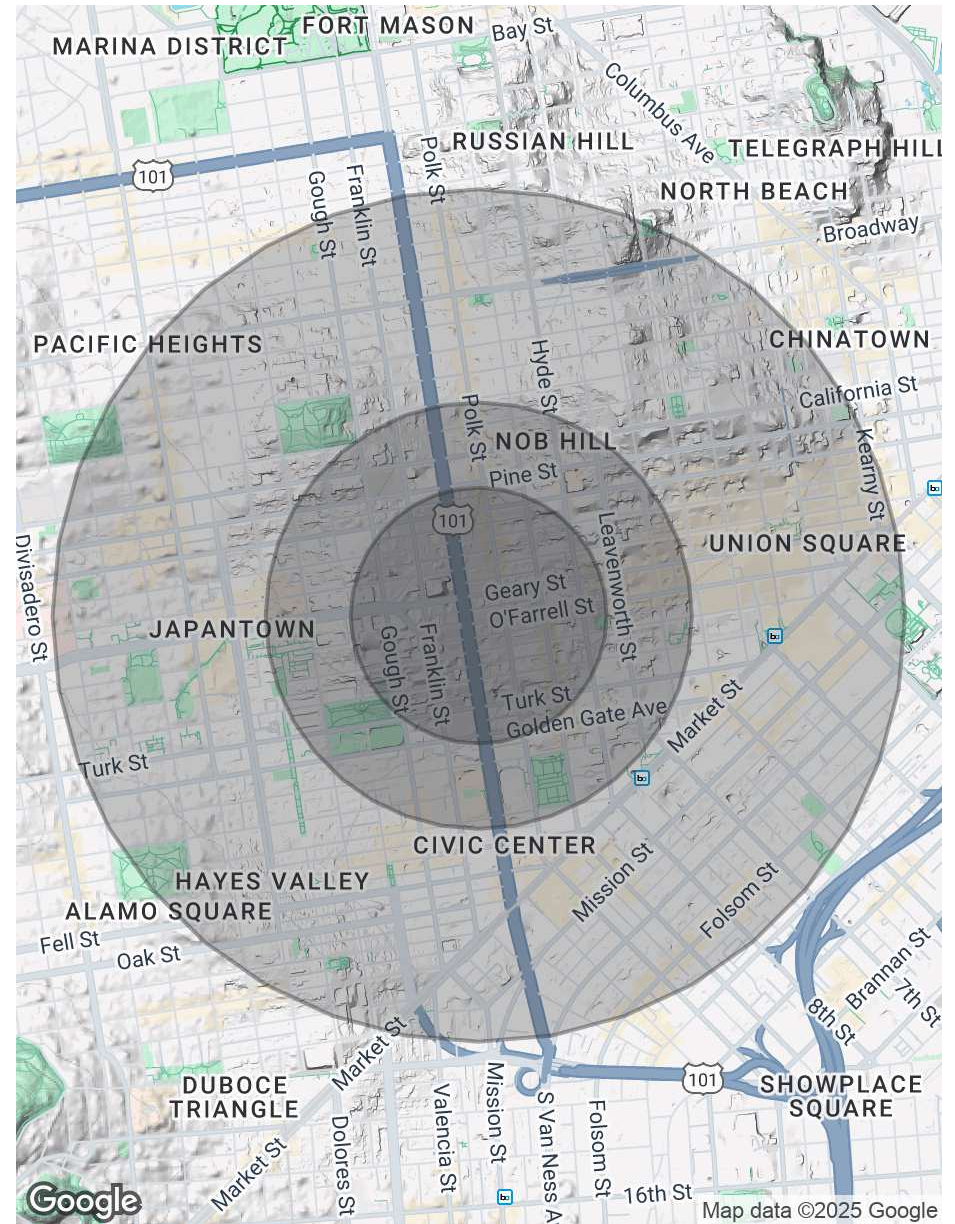 FORT MASON
Bay St
MARINA DISTRICT
Columbus Ave
Polk St
RUSSIAN HILL
TELEGRAPH HILL
101
Gough St
Franklin St
NORTH BEACH
Broadway
PACIFIC HEIGHTS
Hyde St
CHINATOWN
California St
Polk St
NOB HILL
Kearny St
Pine St
101
Leavenworth St
Divisadero St
UNION SQUARE
Geary St
O'Farrell St
JAPANTOWN
Gough St
Franklin St
Turk St
Golden Gate Ave
Market St
Turk St
CIVIC CENTER
Mission St
HAYES VALLEY
Folsom St
ALAMO SQUARE
Fell St
Oak St
Brannan St
7th St
8th St
Market St
101
DUBOCE
TRIANGLE
SHOWPLACE
SQUARE
Valencia St
Mission St
S Van Ness A
Folsom St
Dolores St
Market St
16th St
Google
Map data ©2025 Google